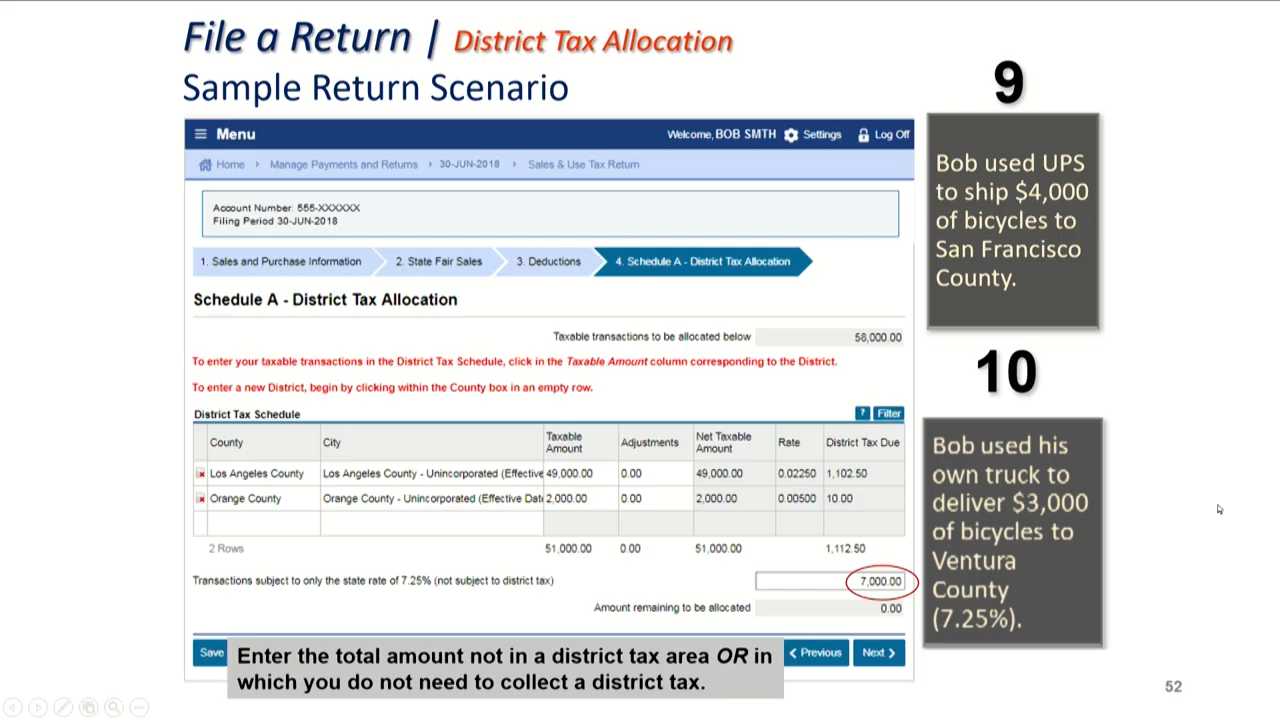 File a Return | District Tax Allocation
Sample Return Scenario
Menu
Welcome, BOB SMTH Settings Log Off
Home › Manage Payments and Returns › 30-JUN-2018 › Sales & Use Tax Return
Account Number: 555-XXXXXX
Filing Period 30-JUN-2018
1. Sales and Purchase Information 2. State Fair Sales 3. Deductions 4. Schedule A - District Tax Allocation
Schedule A - District Tax Allocation
Taxable transactions to be allocated below 58,000.00
To enter your taxable transactions in the District Tax Schedule, click in the Taxable Amount column corresponding to the District.
To enter a new District, begin by clicking within the County box in an empty row.
District Tax Schedule ? Filter
County City Taxable Amount Adjustments Net Taxable Amount Rate District Tax Due
Los Angeles County Los Angeles County - Unincorporated (Effective 49,000.00 0.00 49,000.00 0.02250 1,102.50
Orange County Orange County - Unincorporated (Effective Date 2,000.00 0.00 2,000.00 0.00500 10.00
2 Rows 51,000.00 0.00 51,000.00 1,112.50
Transactions subject to only the state rate of 7.25% (not subject to district tax) 7,000.00
Amount remaining to be allocated 0.00
Save Previous Next
Enter the total amount not in a district tax area OR in
which you do not need to collect a district tax.
9
Bob used UPS
to ship $4,000
of bicycles to
San Francisco
County.
10
Bob used his
own truck to
deliver $3,000
of bicycles to
Ventura
County
(7.25%).
52